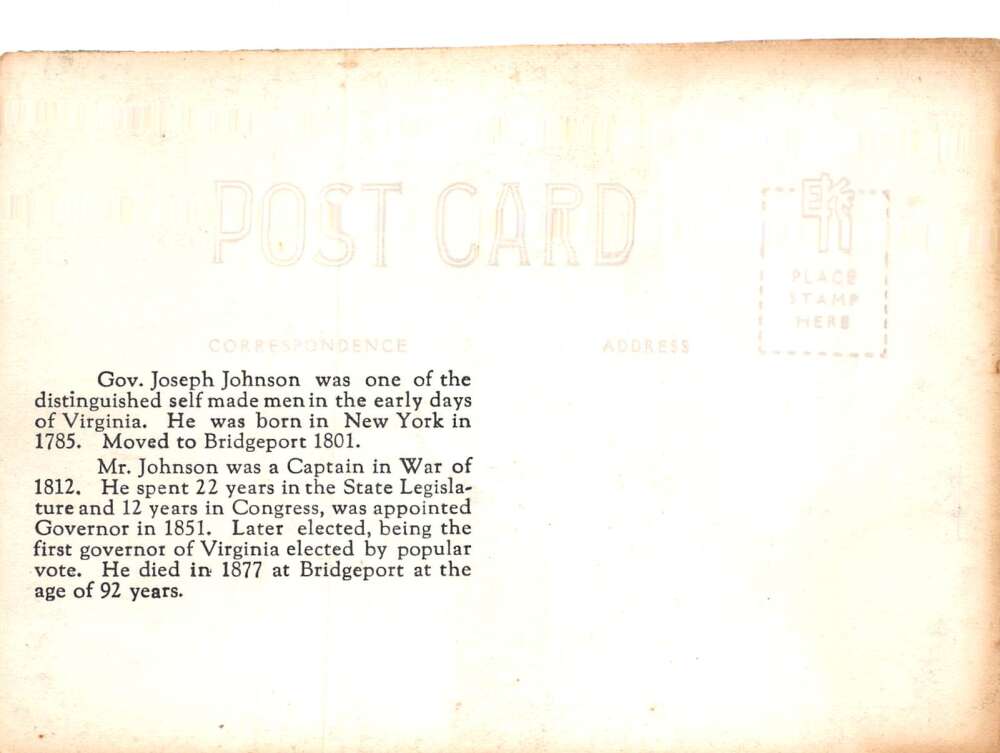 POST CARD
EKC
PLACE
STAMP
HERE
CORRESPONDENCE ADDRESS
Gov. Joseph Johnson was one of the
distinguished self made men in the early days
of Virginia. He was born in New York in
1785. Moved to Bridgeport 1801.
Mr. Johnson was a Captain in War of
1812. He spent 22 years in the State Legisla-
ture and 12 years in Congress, was appointed
Governor in 1851. Later elected, being the
first governor of Virginia elected by popular
vote. He died in 1877 at Bridgeport at the
age of 92 years.